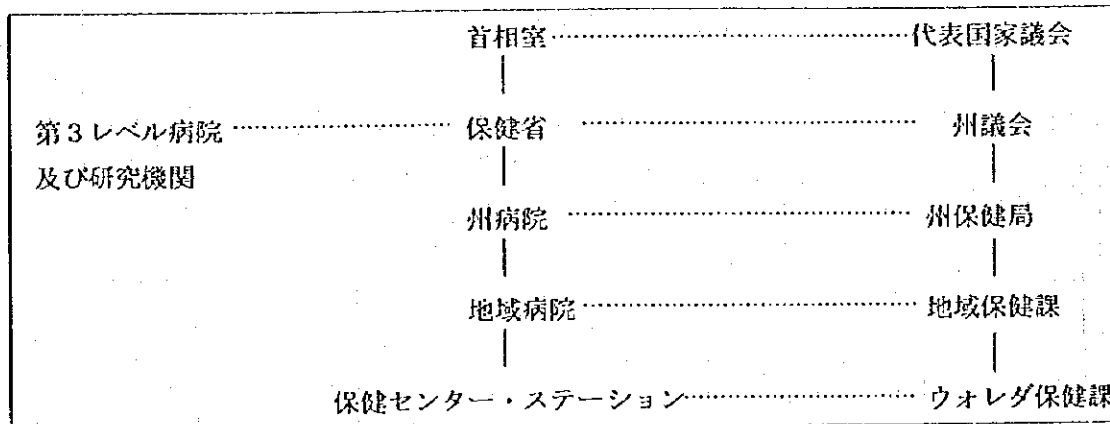 首相室………………………………代表国家議会
第3レベル病院 ……………………… 保健省 ………………………………州議会
及び研究機関
州病院 ………………………………州保健局
地域病院………………………………地域保健課
保健センター・ステーション………………………ウォレダ保健課